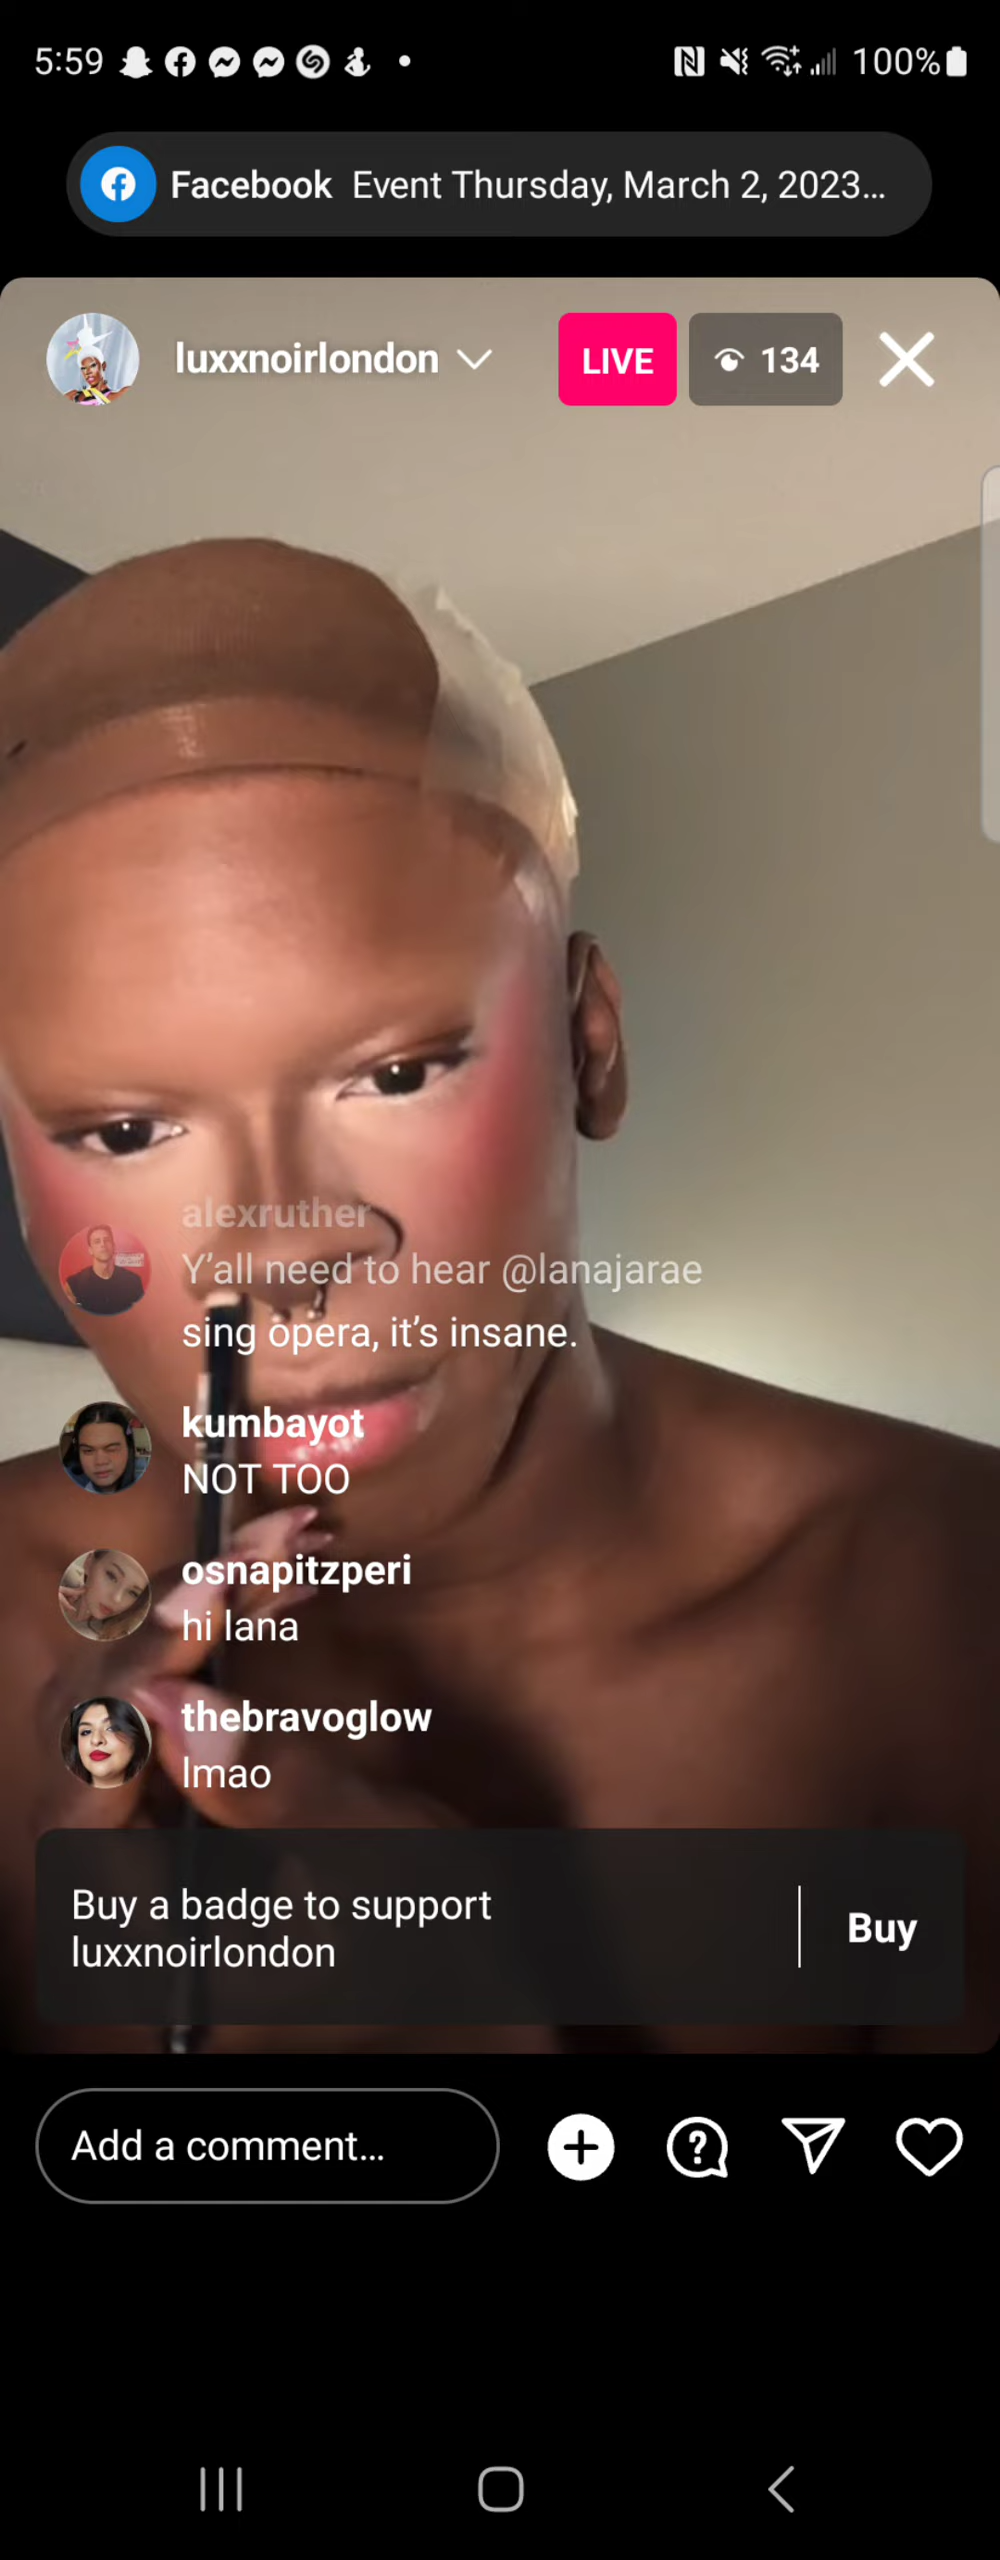 5:59
100%
Facebook Event Thursday, March 2, 2023...
luxxnoirlondon LIVE 134
alexruther
Y'all need to hear @lanajarae
sing opera, it's insane.
kumbayot
NOT TOO
osnapitzperi
hi lana
thebravoglow
lmao
Buy a badge to support
luxxnoirlondon
Buy
Add a comment...